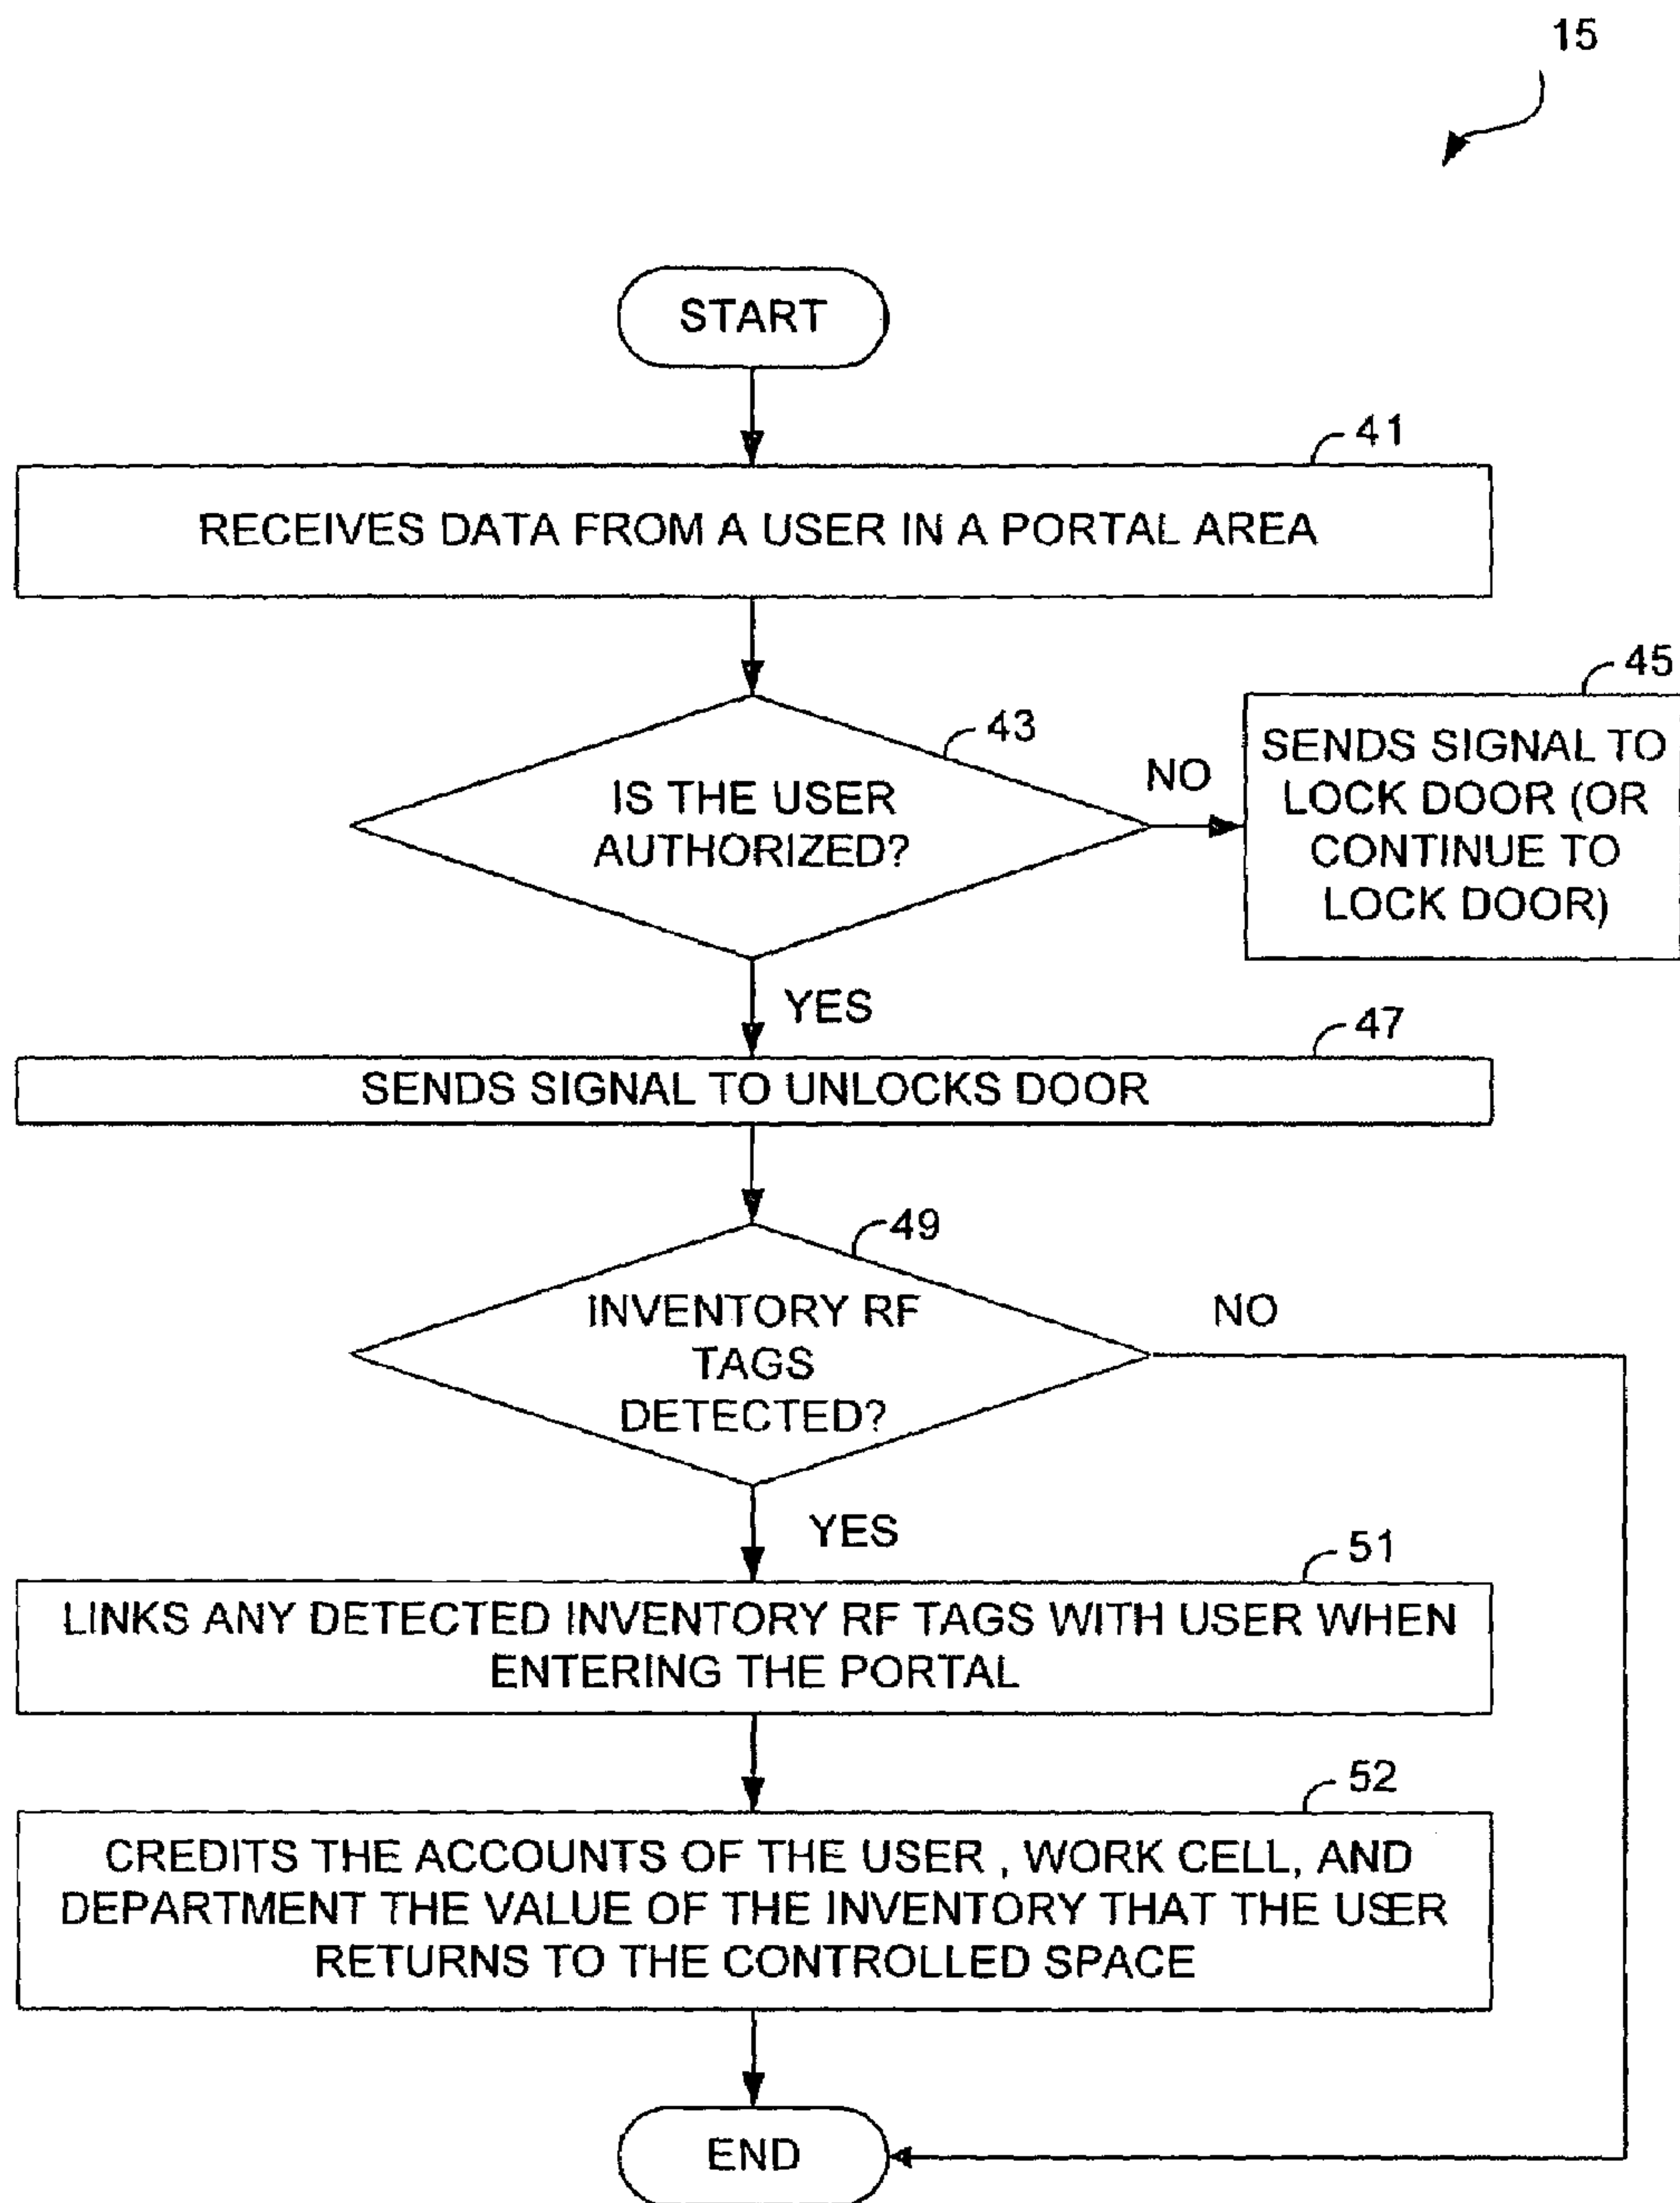 15
START
41
RECEIVES DATA FROM A USER IN A PORTAL AREA
43
IS THE USER
AUTHORIZED?
NO
45
SENDS SIGNAL TO
LOCK DOOR (OR
CONTINUE TO
LOCK DOOR)
YES
47
SENDS SIGNAL TO UNLOCKS DOOR
49
INVENTORY RF
TAGS
DETECTED?
NO
YES
51
LINKS ANY DETECTED INVENTORY RF TAGS WITH USER WHEN
ENTERING THE PORTAL
52
CREDITS THE ACCOUNTS OF THE USER , WORK CELL, AND
DEPARTMENT THE VALUE OF THE INVENTORY THAT THE USER
RETURNS TO THE CONTROLLED SPACE
END